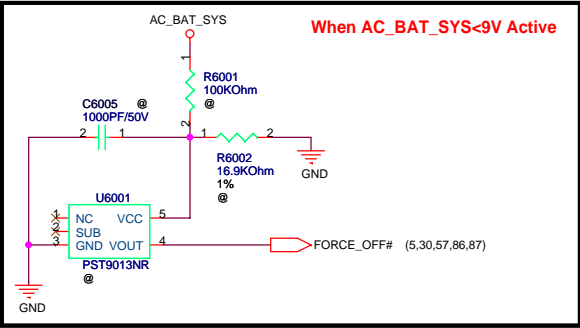 AC_BAT_SYS
When AC_BAT_SYS<9V Active
1
R6001
100KOhm
@
2
C6005 @
1000PF/50V
2 1
1 2
R6002
16.9KOhm
1%
@
GND
U6001
1 NC VCC 5
2 SUB
3 GND VOUT 4
PST9013NR
@
FORCE_OFF# (5,30,57,86,87)
GND